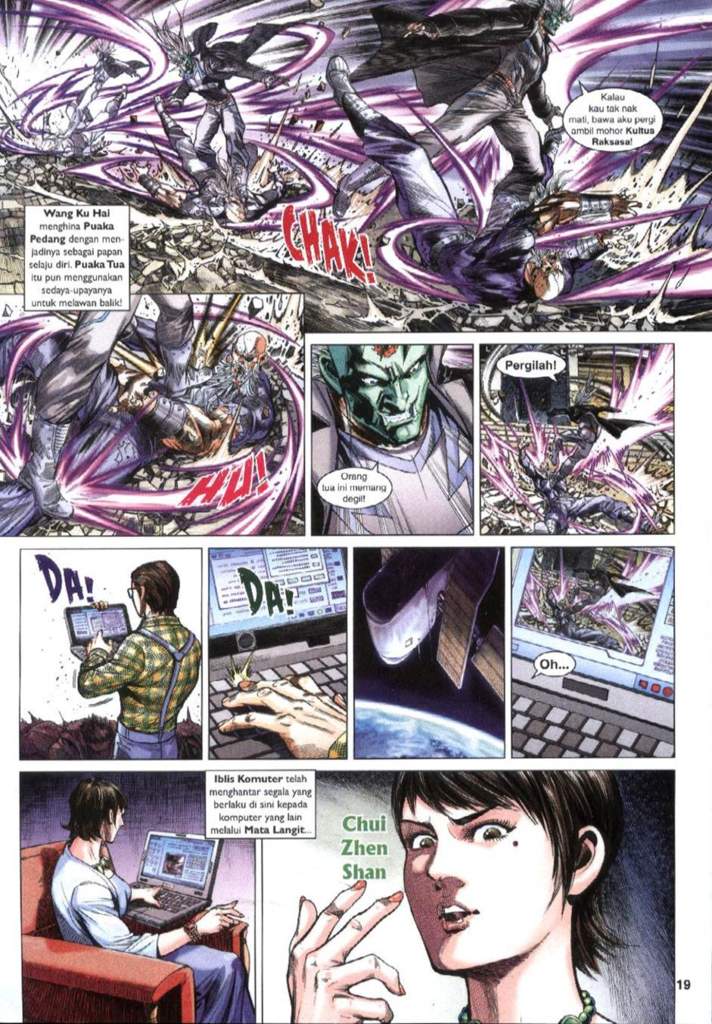 Kalau
kau tak nak
mati, bawa aku pergi
ambil mohor Kultus
Raksasa!
Wang Ku Hai
menghina Puaka
Pedang dengan men-
jadinya sebagai papan
selaju diri. Puaka Tua
itu pun menggunakan
sedaya-upayanya
untuk melawan balik!
CHAK!
HU!
Orang
tua ini memang
degil!
Pergilah!
DA!
DA!
Oh...
Iblis Komuter telah
menghantar segala yang
berlaku di sini kepada
komputer yang lain
melalui Mata Langit...
Chui
Zhen
Shan
19